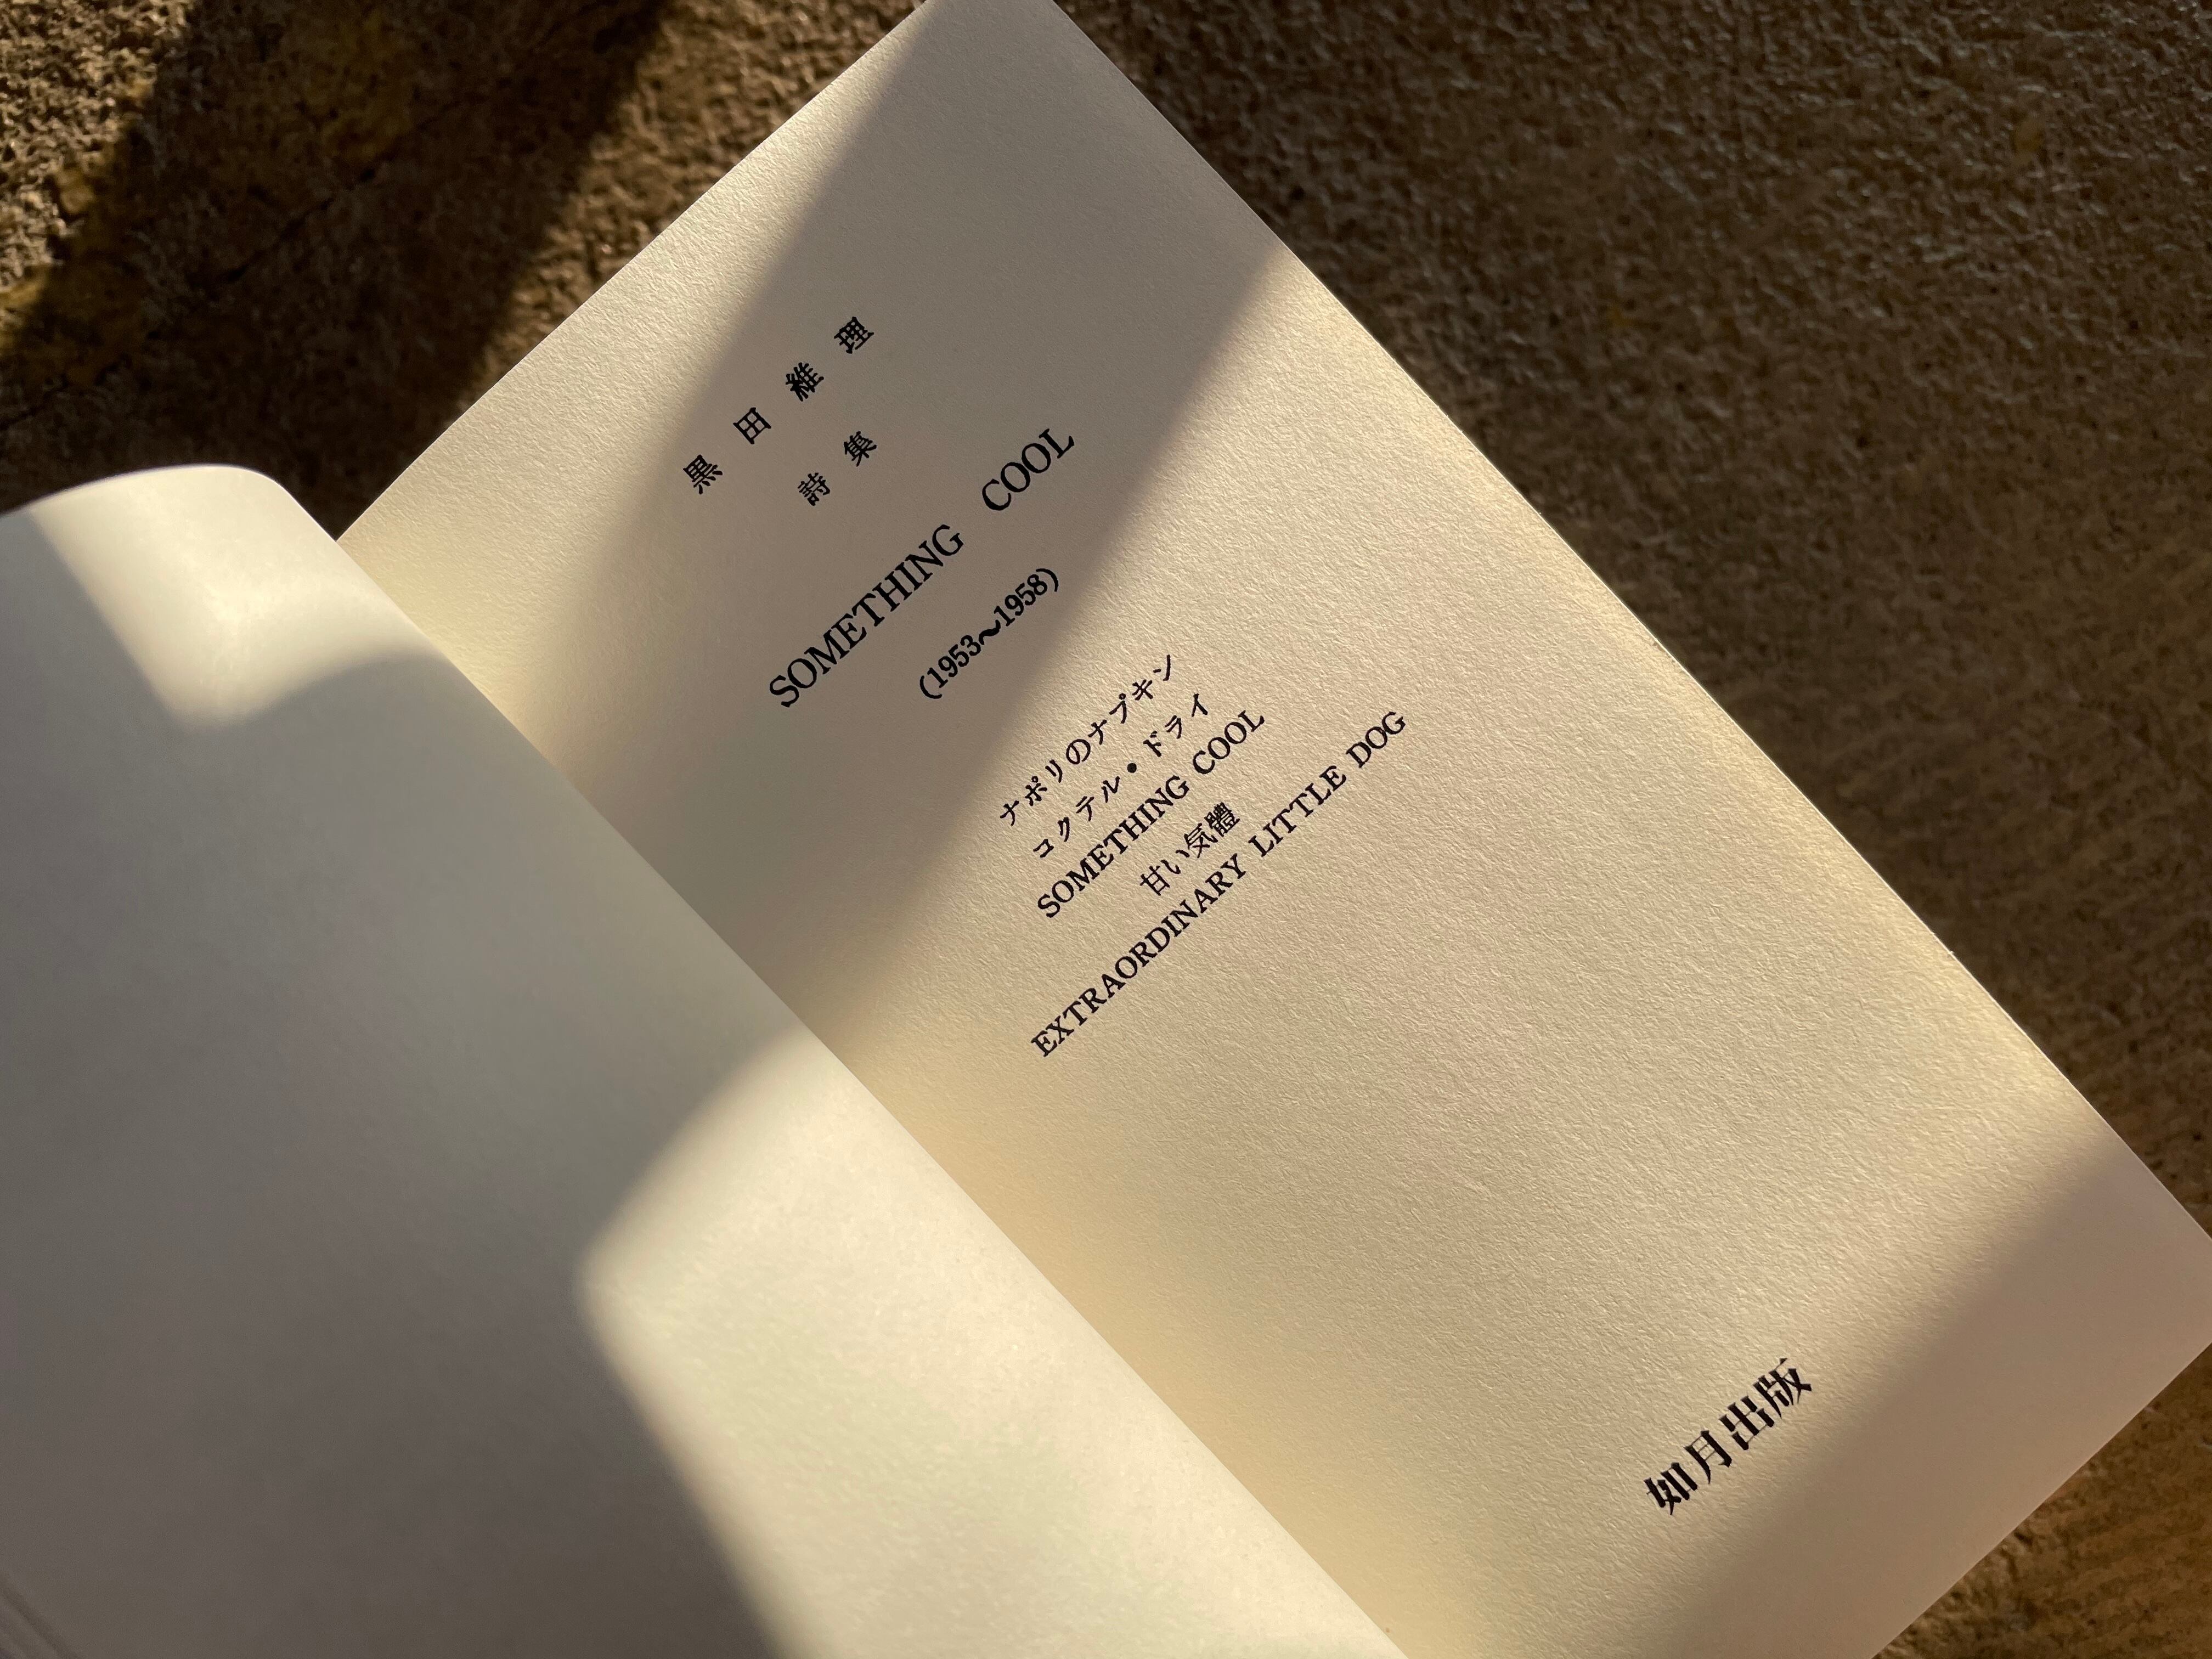 黒田維理
詩集
SOMETHING COOL
(1953〜1958)
ナポリのナプキン
コクテル・ドライ
SOMETHING COOL
甘い気體
EXTRAORDINARY LITTLE DOG
如月出版